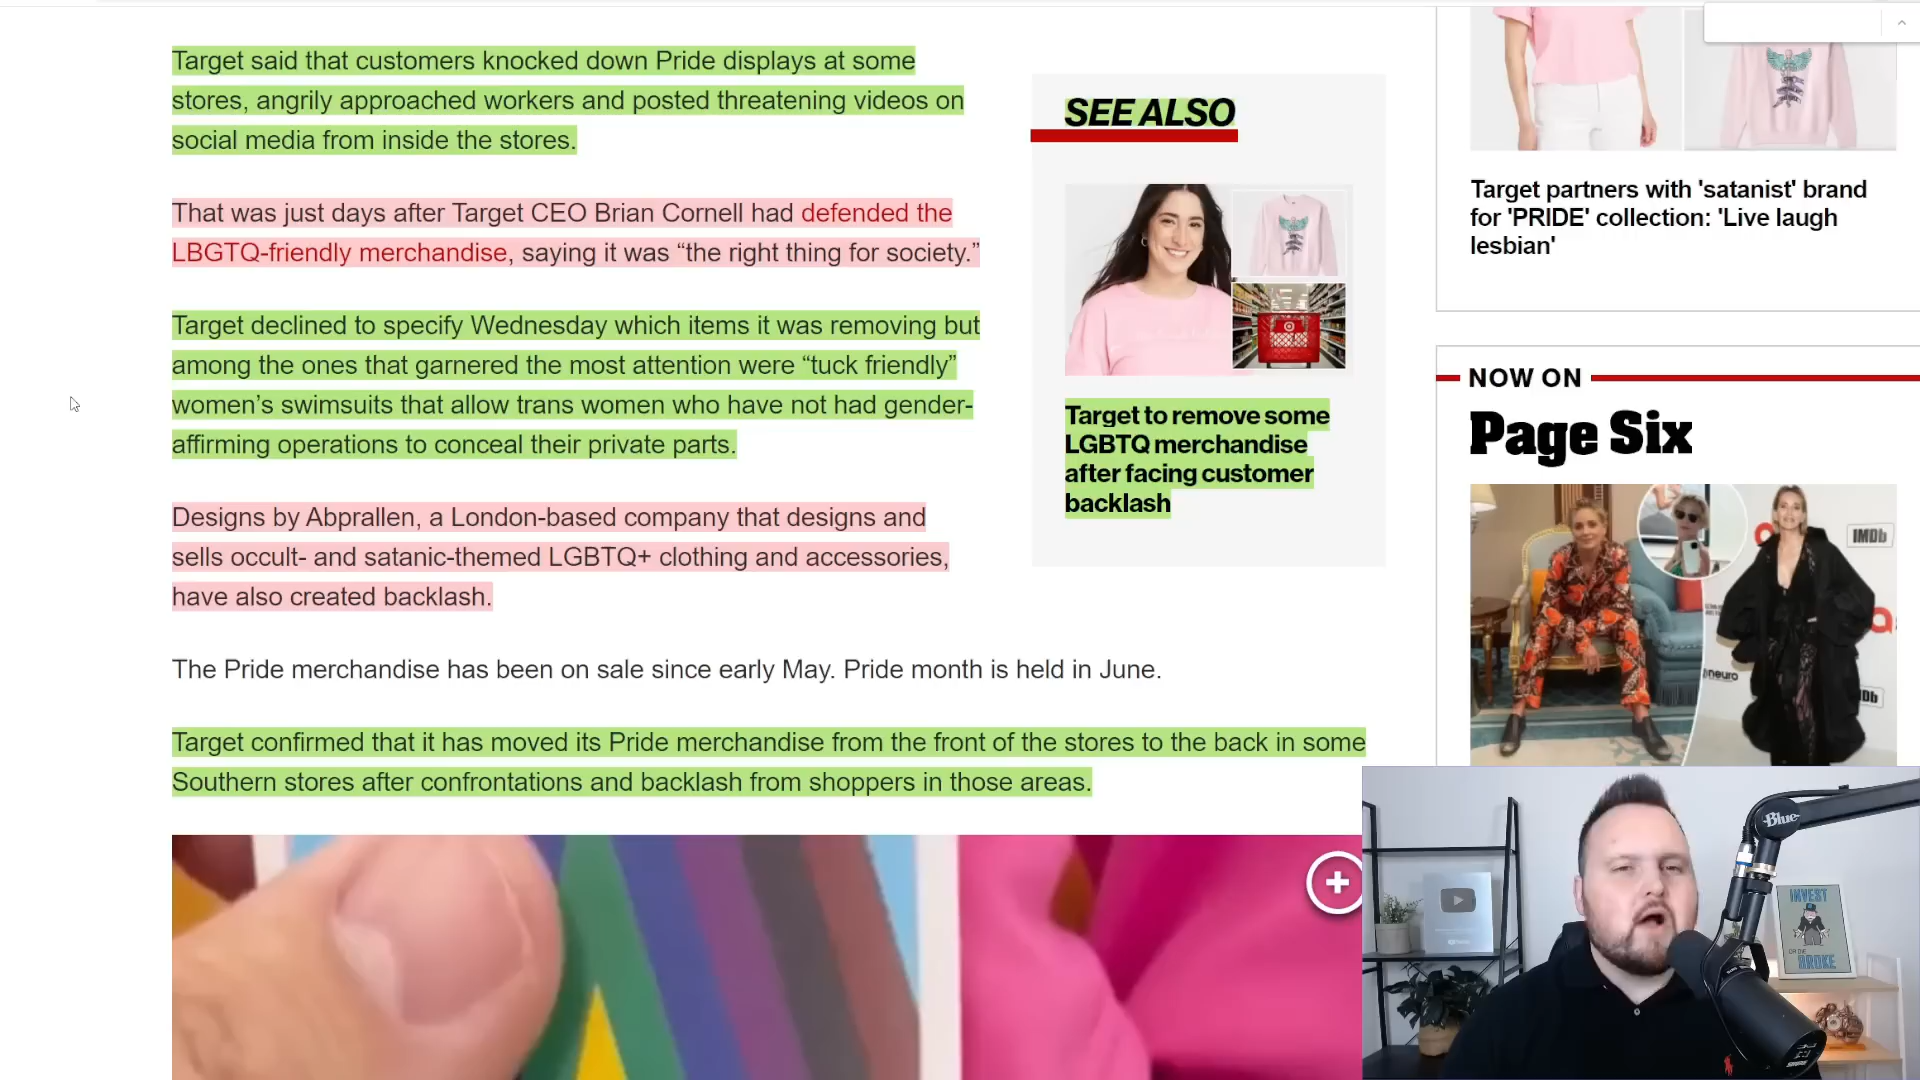 Target said that customers knocked down Pride displays at some
stores, angrily approached workers and posted threatening videos on
social media from inside the stores.
That was just days after Target CEO Brian Cornell had defended the
LBGTQ-friendly merchandise, saying it was “the right thing for society.”
Target declined to specify Wednesday which items it was removing but
among the ones that garnered the most attention were “tuck friendly”
women’s swimsuits that allow trans women who have not had gender-
affirming operations to conceal their private parts.
Designs by Abprallen, a London-based company that designs and
sells occult- and satanic-themed LGBTQ+ clothing and accessories,
have also created backlash.
The Pride merchandise has been on sale since early May. Pride month is held in June.
Target confirmed that it has moved its Pride merchandise from the front of the stores to the back in some
Southern stores after confrontations and backlash from shoppers in those areas.
SEE ALSO
Target to remove some
LGBTQ merchandise
after facing customer
backlash
Target partners with 'satanist' brand
for 'PRIDE' collection: 'Live laugh
lesbian'
NOW ON
Page Six
IMDb
neuro
Blue
INVEST
OR DIE
BROKE